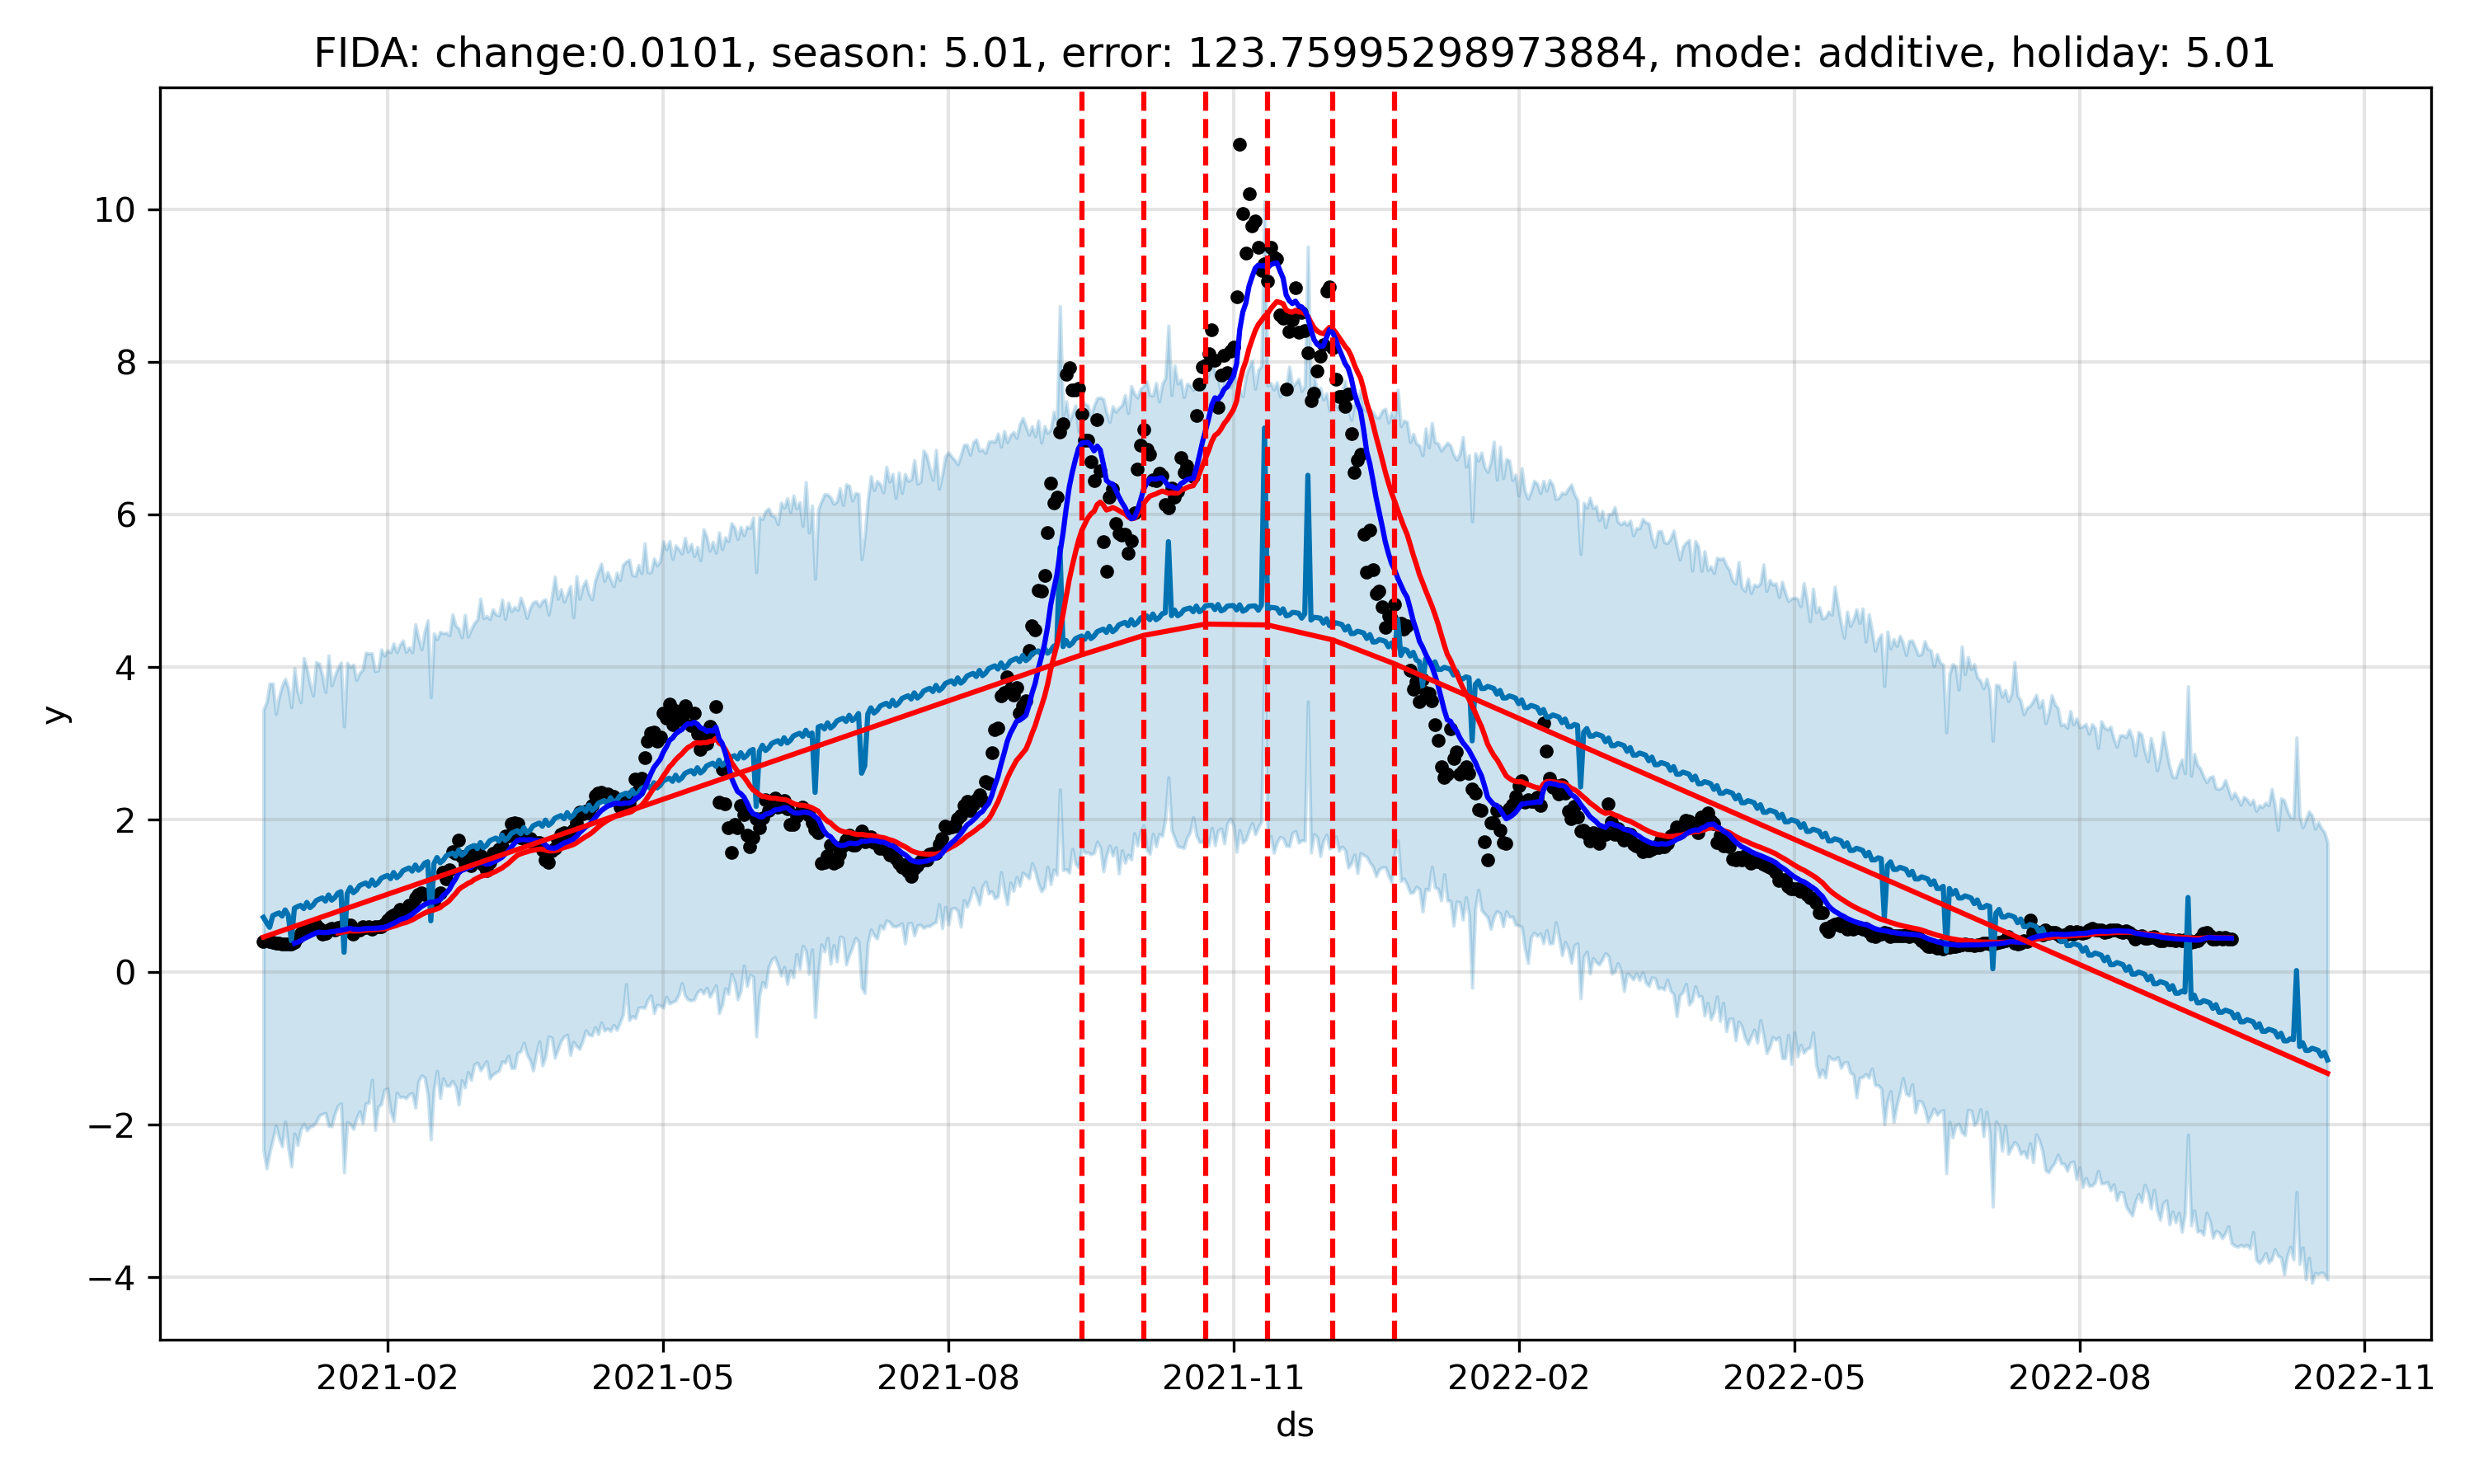 FIDA: change:0.0101, season: 5.01, error: 123.75995298973884, mode: additive, holiday: 5.01
10
8
6
4
2
0
−2
−4
y
2021-02 2021-05 2021-08 2021-11 2022-02 2022-05 2022-08 2022-11
ds